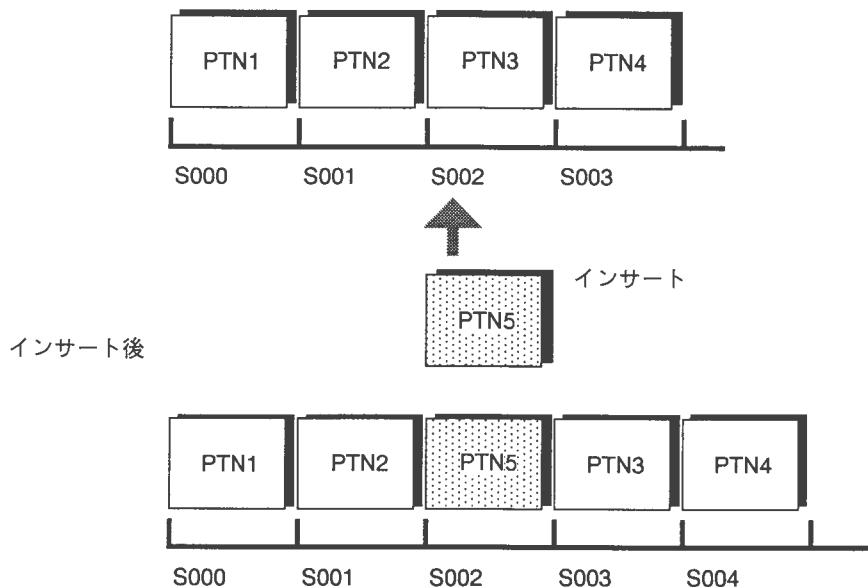 PTN1 PTN2 PTN3 PTN4
S000 S001 S002 S003
インサート
PTN5
インサート後
PTN1 PTN2 PTN5 PTN3 PTN4
S000 S001 S002 S003 S004